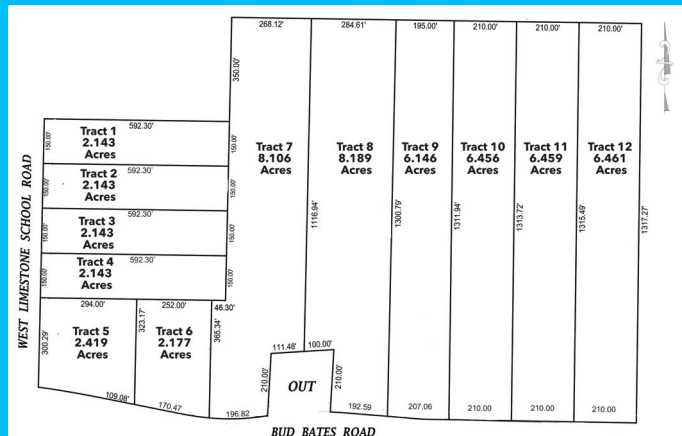 268.12' 284.61' 195.00' 210.00' 210.00' 210.00'
350.00'
592.30'
150.00'
Tract 1
2.143
Acres
150.00'
592.30'
150.00'
Tract 2
2.143
Acres
150.00'
592.30'
150.00'
Tract 3
2.143
Acres
150.00'
592.30'
150.00'
Tract 4
2.143
Acres
150.00'
WEST LIMESTONE SCHOOL ROAD
Tract 7
8.106
Acres
1116.94'
Tract 8
8.189
Acres
1300.79'
Tract 9
6.146
Acres
1311.94'
Tract 10
6.456
Acres
1313.72'
Tract 11
6.459
Acres
1315.49'
Tract 12
6.461
Acres
1317.27'
294.00' 252.00' 46.30'
300.29'
Tract 5
2.419
Acres
323.17'
Tract 6
2.177
Acres
365.34'
109.08'
170.47
196.82
111.48' 100.00'
210.00'
OUT
210.00'
192.59 207.06 210.00 210.00 210.00
BUD BATES ROAD